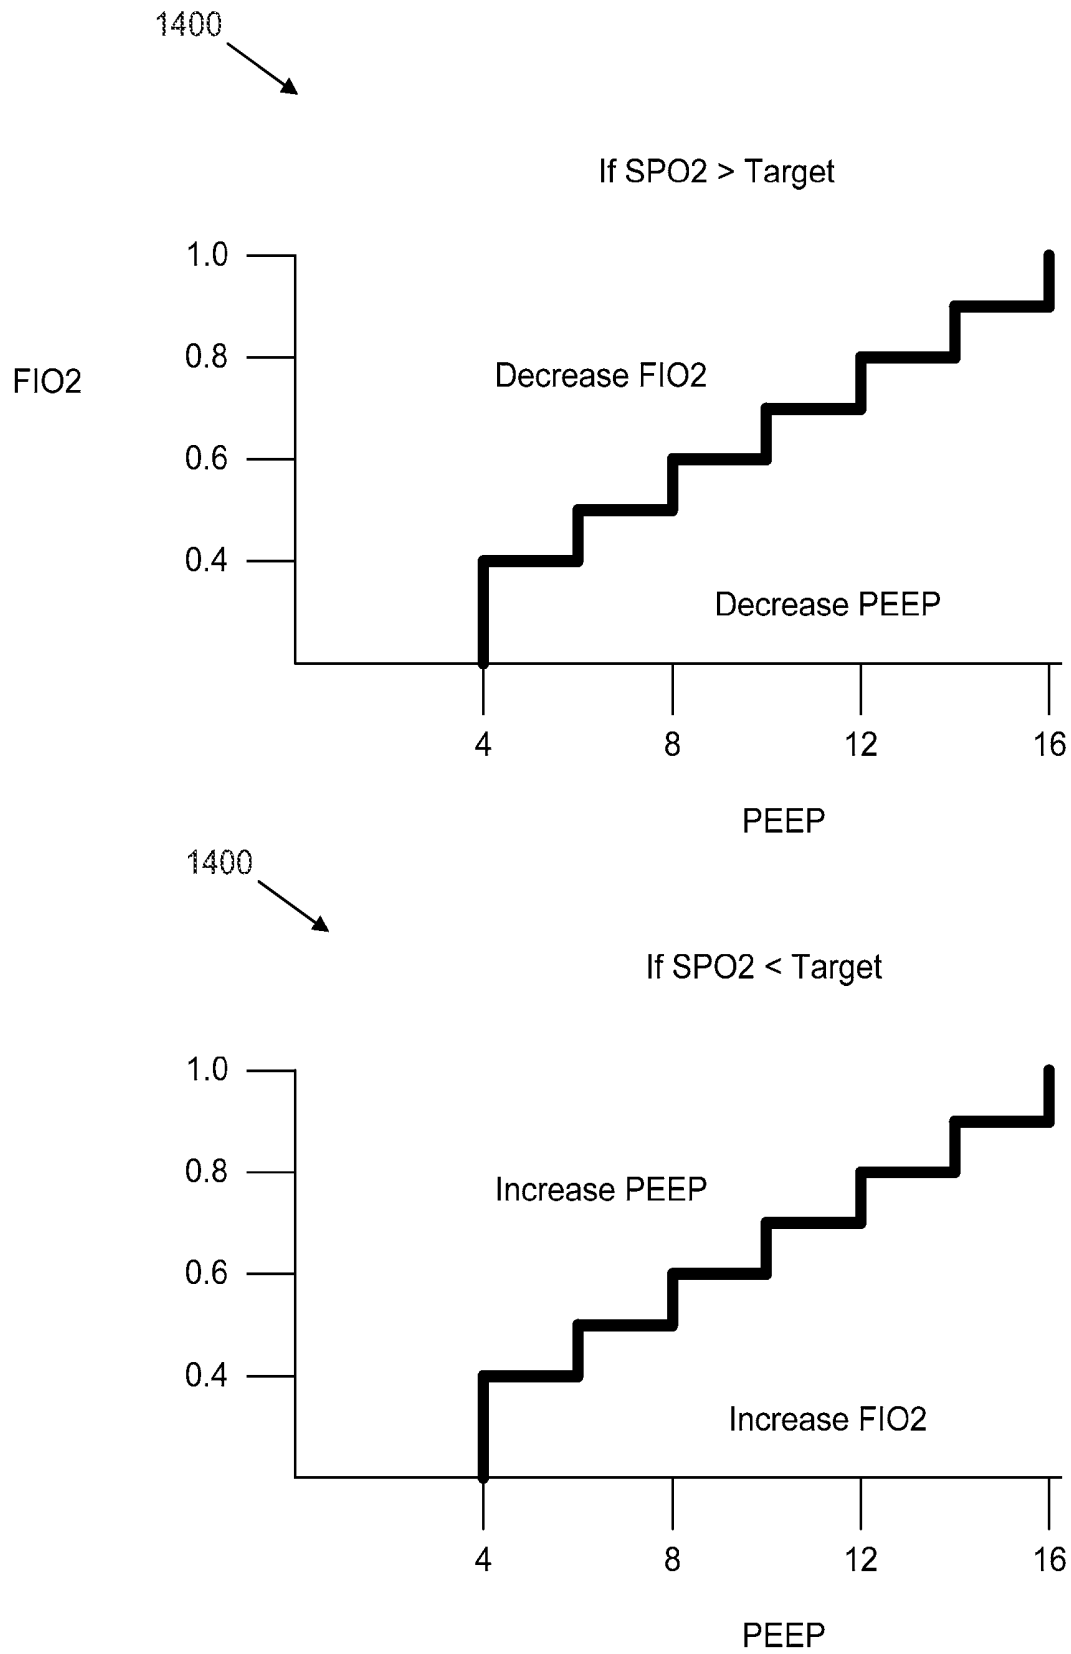 1400
If SPO2 > Target
1.0
0.8
Decrease FIO2
FIO2
0.6
0.4
Decrease PEEP
4 8 12 16
PEEP
1400
If SPO2 < Target
1.0
0.8
Increase PEEP
0.6
0.4
Increase FIO2
4 8 12 16
PEEP